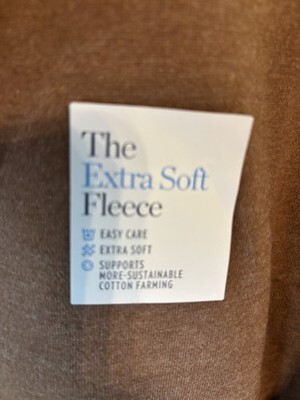 The
Extra Soft
Fleece
EASY CARE
EXTRA SOFT
SUPPORTS
MORE-SUSTAINABLE
COTTON FARMING